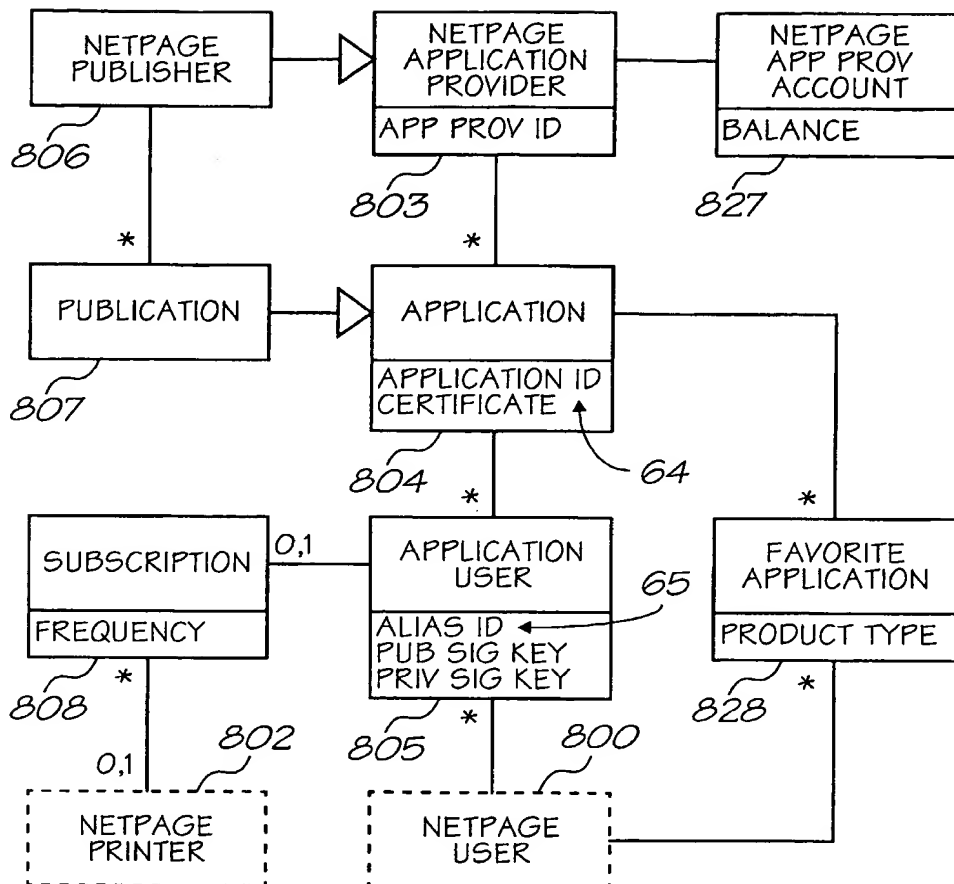 NETPAGE
PUBLISHER
806
NETPAGE
APPLICATION
PROVIDER
APP PROV ID
803
NETPAGE
APP PROV
ACCOUNT
BALANCE
827
*
*
PUBLICATION
807
APPLICATION
APPLICATION ID
CERTIFICATE
804
64
*
*
SUBSCRIPTION
FREQUENCY
808
0,1
APPLICATION
USER
ALIAS ID
PUB SIG KEY
PRIV SIG KEY
805
65
FAVORITE
APPLICATION
PRODUCT TYPE
828
*
*
*
0,1
802
NETPAGE
PRINTER
800
NETPAGE
USER